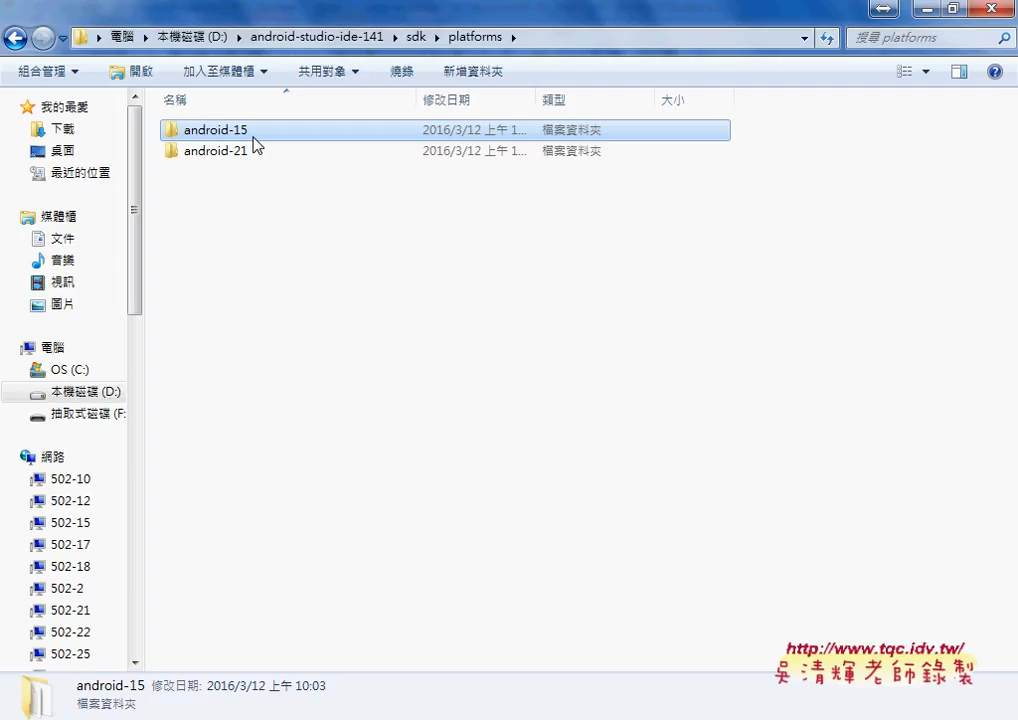 電腦 本機磁碟 (D:) android-studio-ide-141 sdk platforms 搜尋 platforms
組合管理 開啟 加入至媒體櫃 共用對象 燒錄 新增資料夾
名稱 修改日期 類型 大小
android-15 2016/3/12 上午 1... 檔案資料夾
android-21 2016/3/12 上午 1... 檔案資料夾
我的最愛
下載
桌面
最近的位置
媒體櫃
文件
音樂
視訊
圖片
電腦
OS (C:)
本機磁碟 (D:)
抽取式磁碟 (F:
網路
502-10
502-12
502-15
502-17
502-18
502-2
502-21
502-22
502-25
http://www.tqc.idv.tw/
吳清輝老師錄製
android-15 修改日期: 2016/3/12 上午 10:03
檔案資料夾